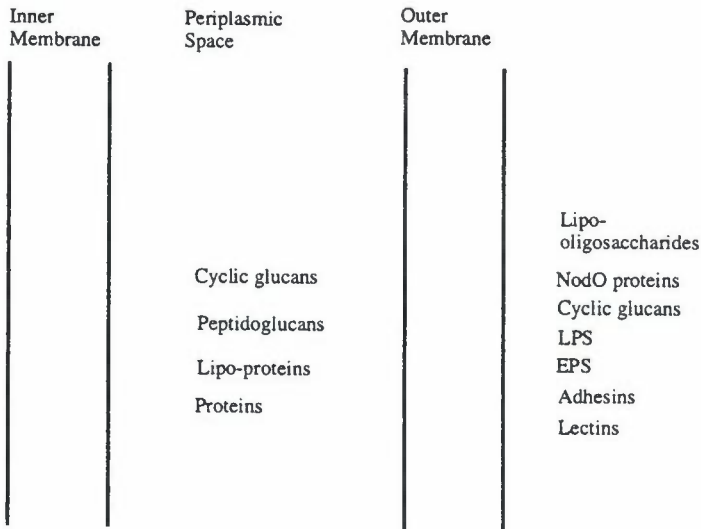 Inner
Membrane
Periplasmic
Space
Outer
Membrane
Cyclic glucans
Peptidoglucans
Lipo-proteins
Proteins
Lipo-
oligosaccharides
NodO proteins
Cyclic glucans
LPS
EPS
Adhesins
Lectins